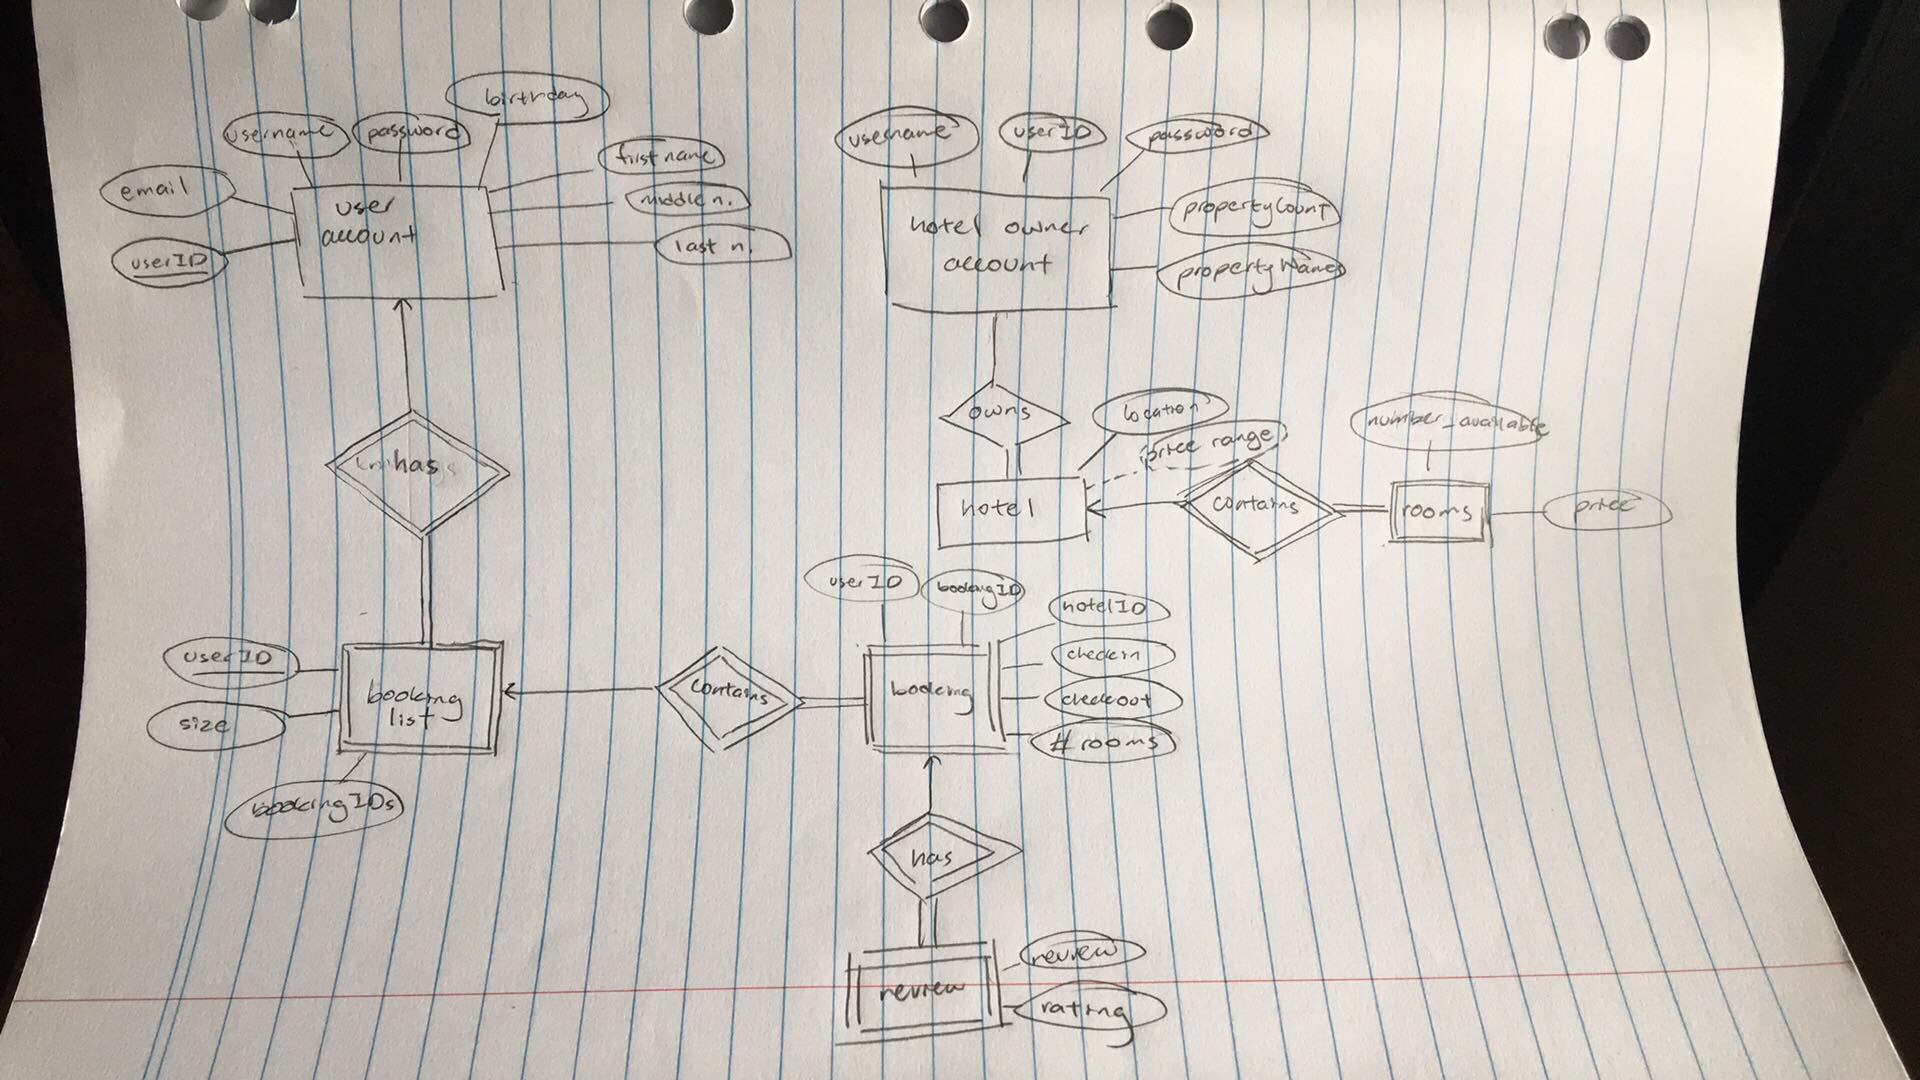 birthday
username
password
email
first name
middle n.
user
account
last n.
userID
username
userID
password
propertyCount
hotel owner
account
propertyNames
owns
location
price range
number_available
has
hotel
contains
rooms
price
userID
bookingID
hotelID
checkin
checkout
# rooms
userID
size
booking
list
contains
booking
bookingIDs
has
review
review
rating